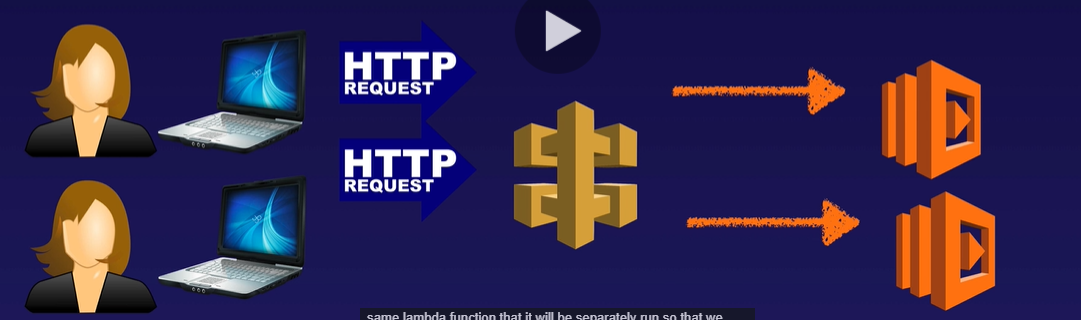 HTTP
REQUEST
HTTP
REQUEST
same lambda function that it will be separately run so that we